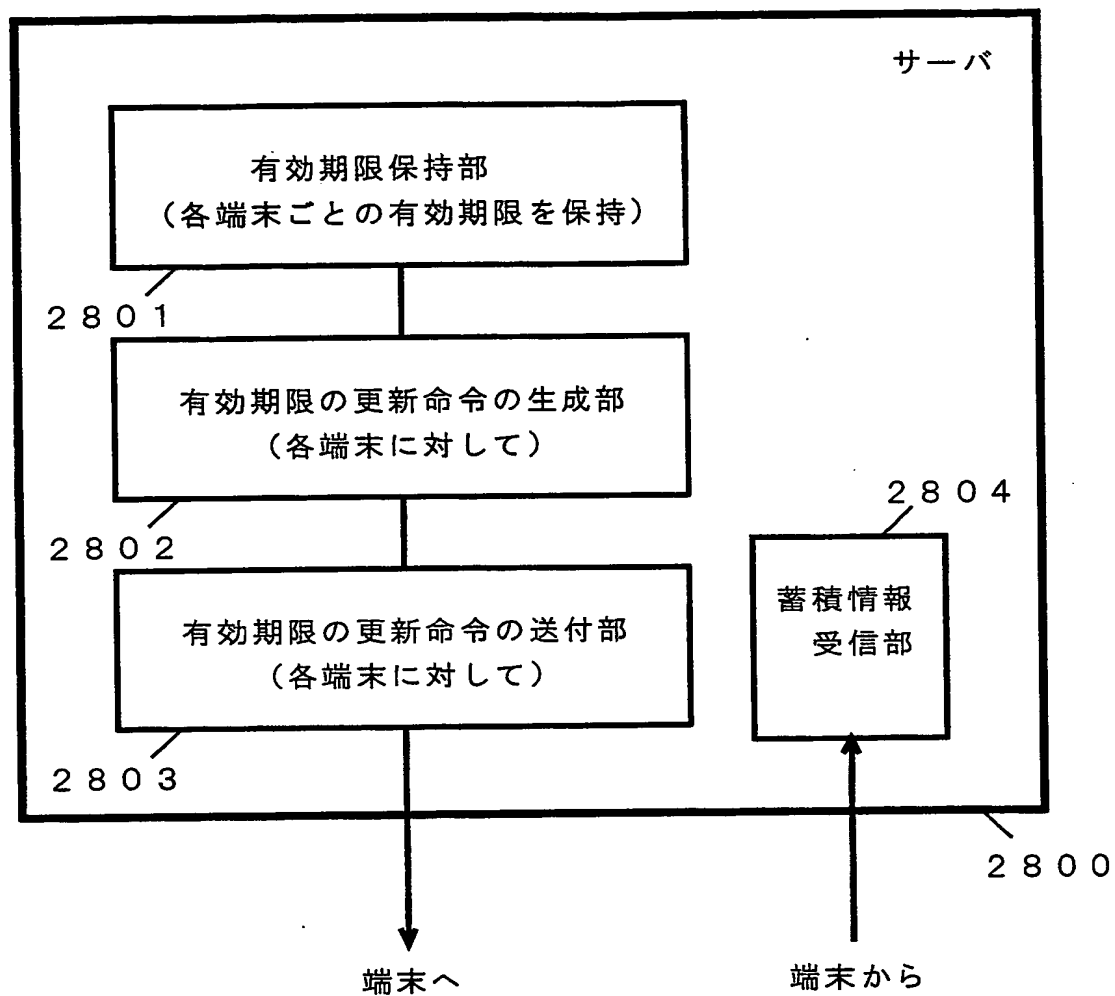 サーバ
有効期限保持部
（各端末ごとの有効期限を保持）
２８０１
有効期限の更新命令の生成部
（各端末に対して）
２８０２
有効期限の更新命令の送付部
（各端末に対して）
２８０３
２８０４
蓄積情報
受信部
２８００
端末へ
端末から